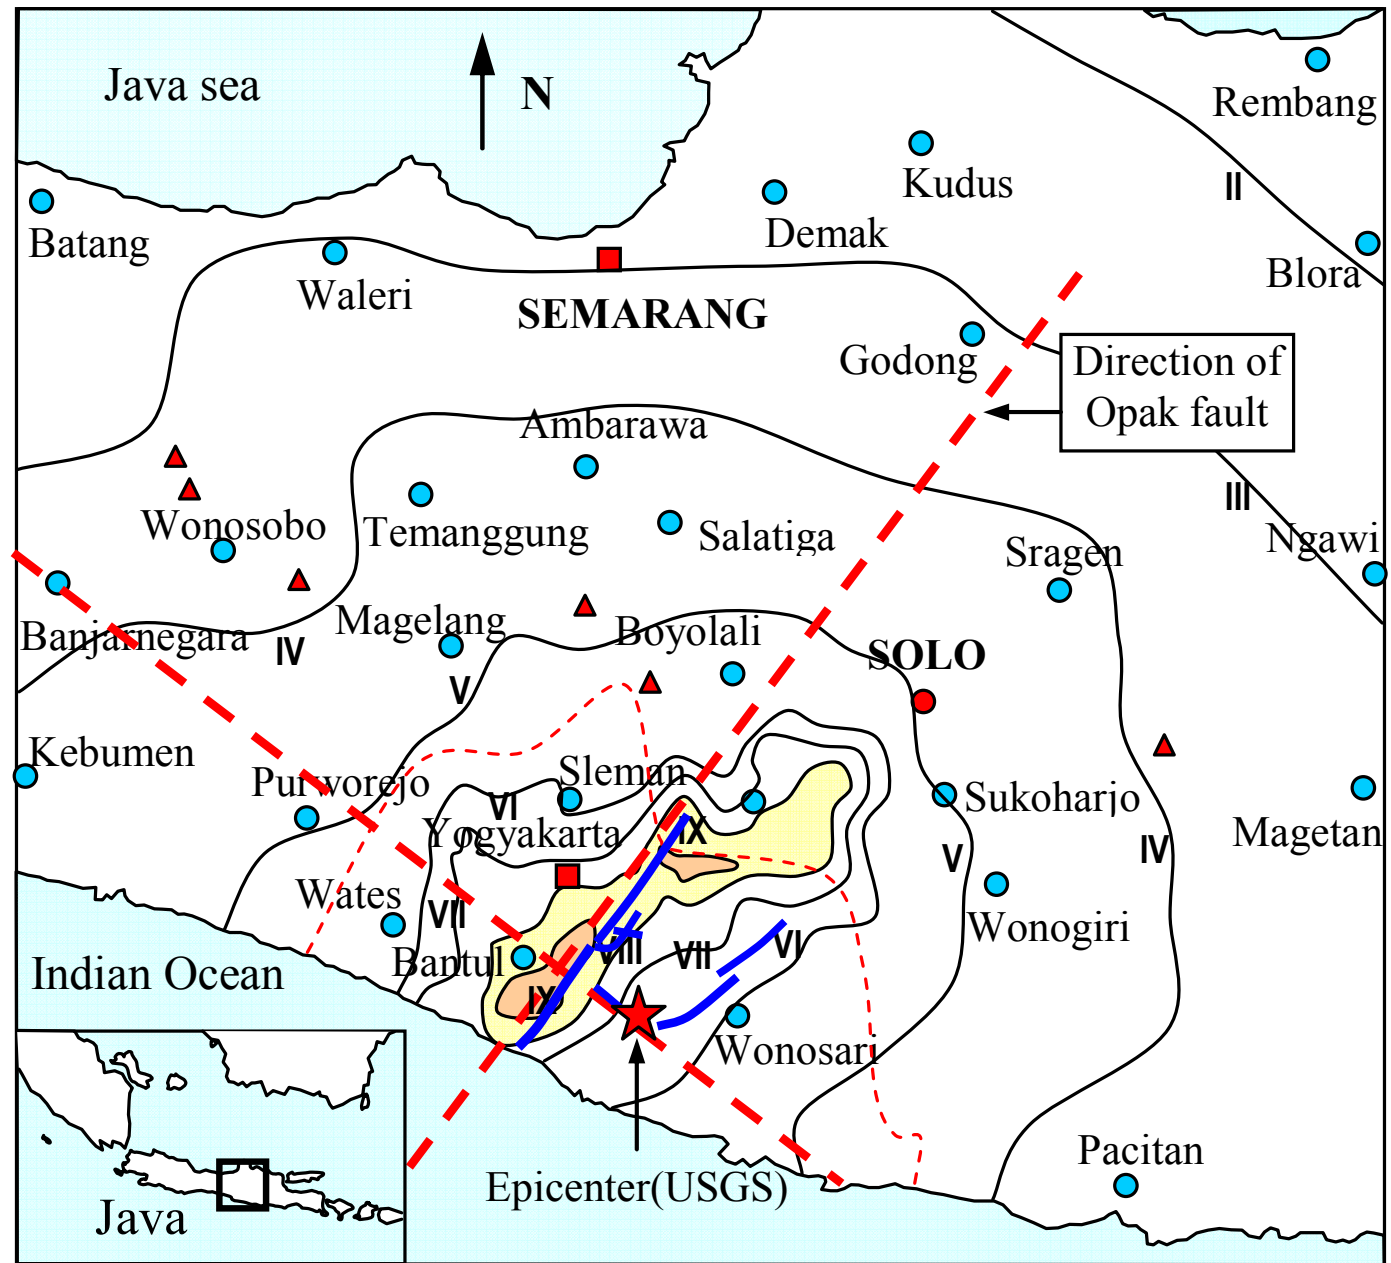 Java sea
N
Rembang
Kudus
II
Batang
Demak
Waleri
Blora
SEMARANG
Godong
Direction of
Opak fault
Ambarawa
III
Wonosobo
Temanggung
Salatiga
Sragen
Ngawi
Banjarnegara
IV
Magelang
Boyolali
SOLO
V
Kebumen
Purworejo
Sleman
VI
Sukoharjo
Yogyakarta
IX
Magetan
V
IV
Wates
VII
Wonogiri
Bantul
VIII
VII
VI
Indian Ocean
IX
Wonosari
Pacitan
Epicenter(USGS)
Java